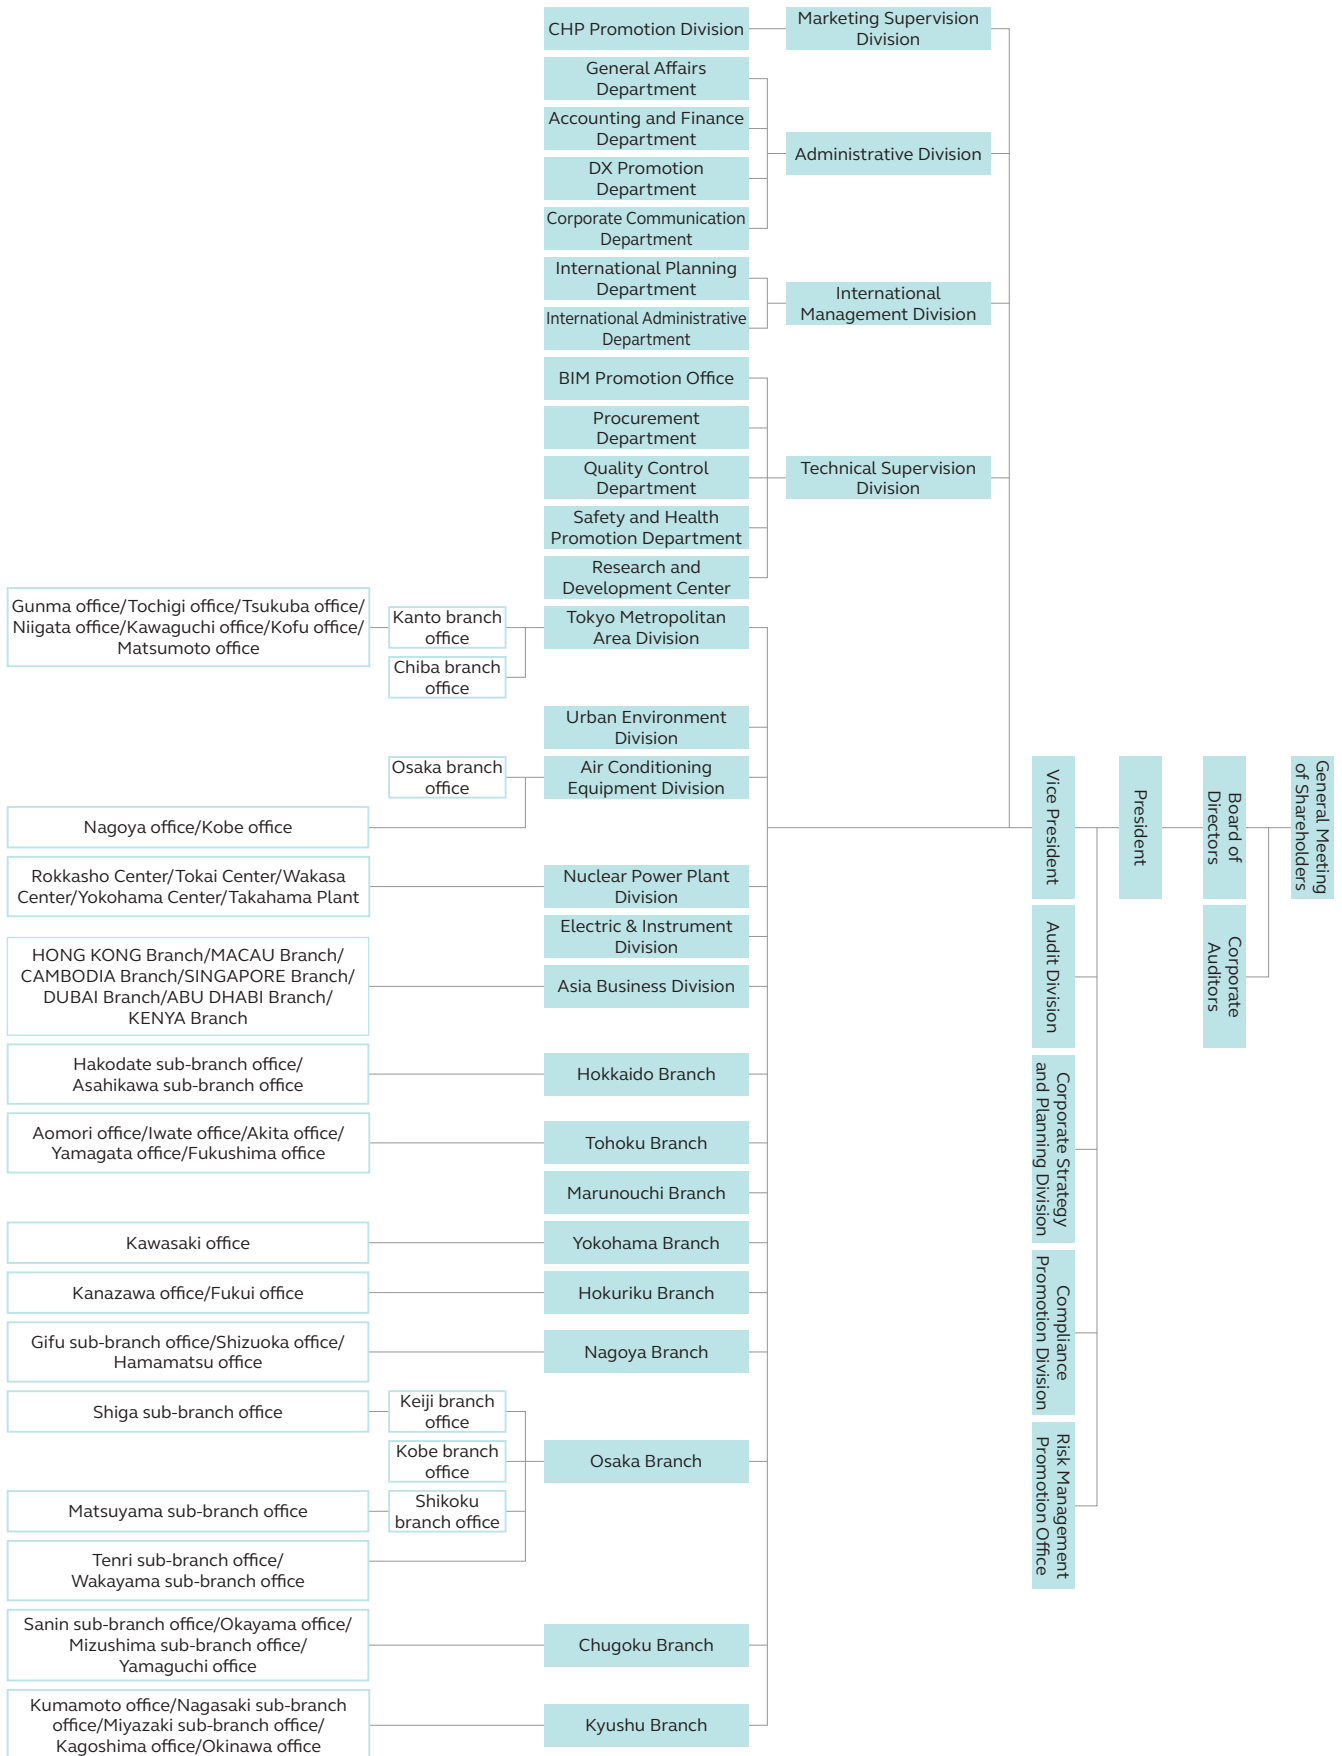 CHP Promotion Division
Marketing Supervision
Division
General Affairs
Department
Accounting and Finance
Department
DX Promotion
Department
Corporate Communication
Department
Administrative Division
International Planning
Department
International Administrative
Department
International
Management Division
BIM Promotion Office
Procurement
Department
Quality Control
Department
Safety and Health
Promotion Department
Research and
Development Center
Technical Supervision
Division
Gunma office/Tochigi office/Tsukuba office/
Niigata office/Kawaguchi office/Kofu office/
Matsumoto office
Kanto branch
office
Chiba branch
office
Tokyo Metropolitan
Area Division
Urban Environment
Division
Osaka branch
office
Nagoya office/Kobe office
Air Conditioning
Equipment Division
Rokkasho Center/Tokai Center/Wakasa
Center/Yokohama Center/Takahama Plant
Nuclear Power Plant
Division
Electric & Instrument
Division
HONG KONG Branch/MACAU Branch/
CAMBODIA Branch/SINGAPORE Branch/
DUBAI Branch/ABU DHABI Branch/
KENYA Branch
Asia Business Division
Hakodate sub-branch office/
Asahikawa sub-branch office
Hokkaido Branch
Aomori office/Iwate office/Akita office/
Yamagata office/Fukushima office
Tohoku Branch
Marunouchi Branch
Kawasaki office
Yokohama Branch
Kanazawa office/Fukui office
Hokuriku Branch
Gifu sub-branch office/Shizuoka office/
Hamamatsu office
Nagoya Branch
Shiga sub-branch office
Keiji branch
office
Kobe branch
office
Matsuyama sub-branch office
Shikoku
branch office
Tenri sub-branch office/
Wakayama sub-branch office
Osaka Branch
Sanin sub-branch office/Okayama office/
Mizushima sub-branch office/
Yamaguchi office
Chugoku Branch
Kumamoto office/Nagasaki sub-branch
office/Miyazaki sub-branch office/
Kagoshima office/Okinawa office
Kyushu Branch
Vice President
President
Board of
Directors
General Meeting
of Shareholders
Audit Division
Corporate
Auditors
Corporate Strategy
and Planning Division
Compliance
Promotion Division
Risk Management
Promotion Office